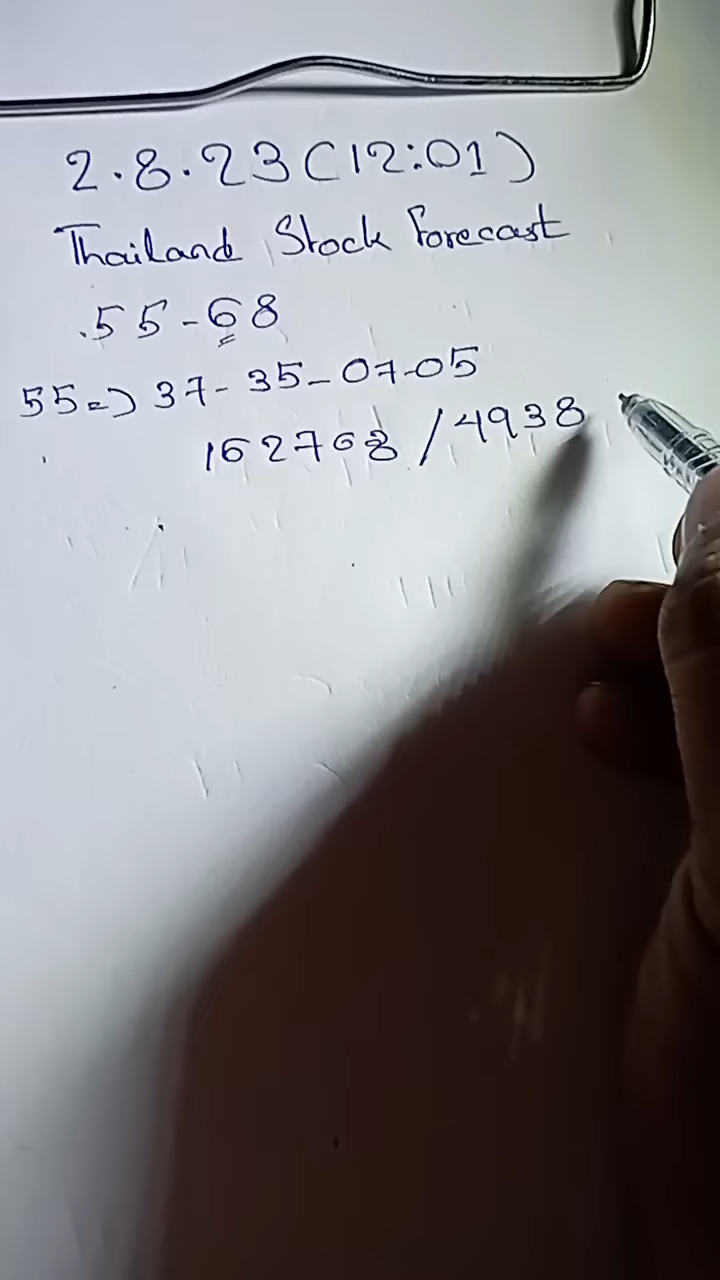 2.8.23(12:01)
Thailand Stock Forecast
.55-68
55=> 37-35-07-05
162768/4938